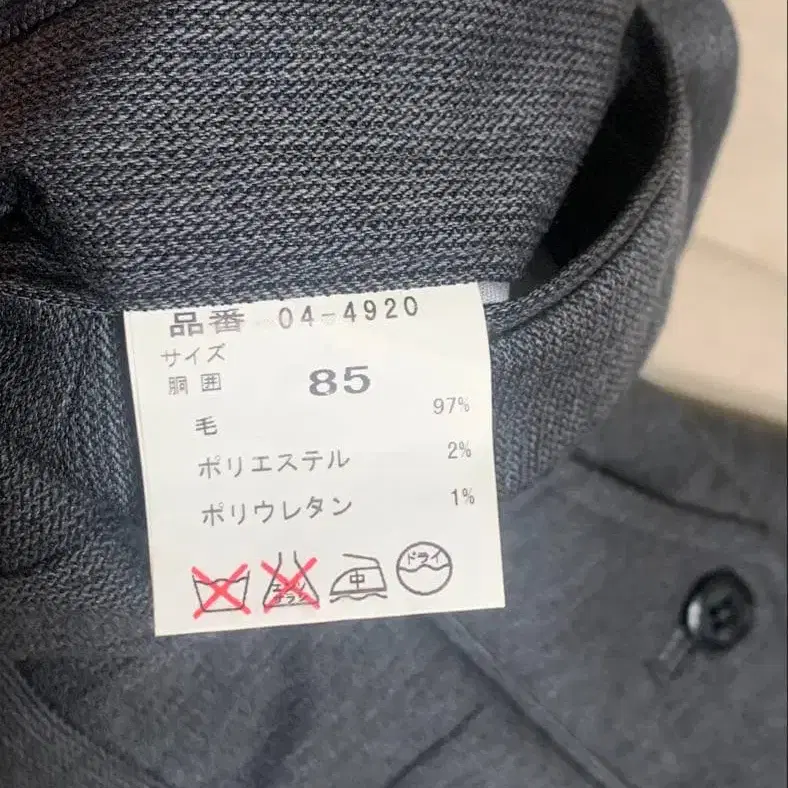 品番 04-4920
サイズ
胴囲 85
毛 97%
ポリエステル 2%
ポリウレタン 1%
中 ドライ